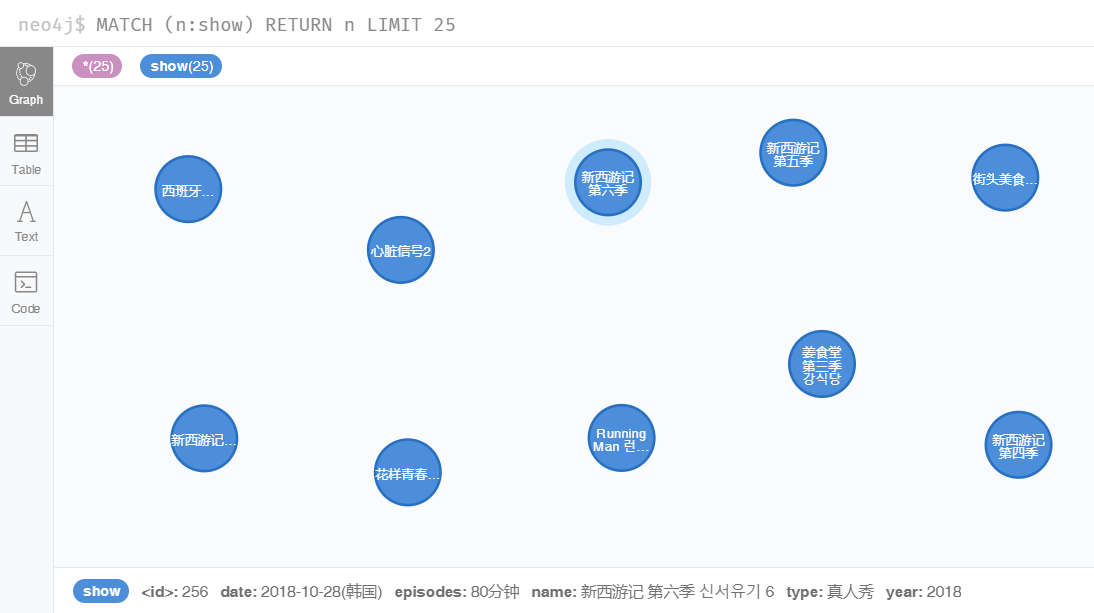 neo4j$ MATCH (n:show) RETURN n LIMIT 25
*(25) show(25)
Graph
Table
Text
Code
西班牙...
心脏信号2
新西游记
第六季
新西游记
第五季
街头美食...
姜食堂
第三季
강식당
新西游记...
花样青春...
Running
Man 런...
新西游记
第四季
show <id>: 256 date: 2018-10-28(韩国) episodes: 80分钟 name: 新西游记 第六季 신서유기 6 type: 真人秀 year: 2018